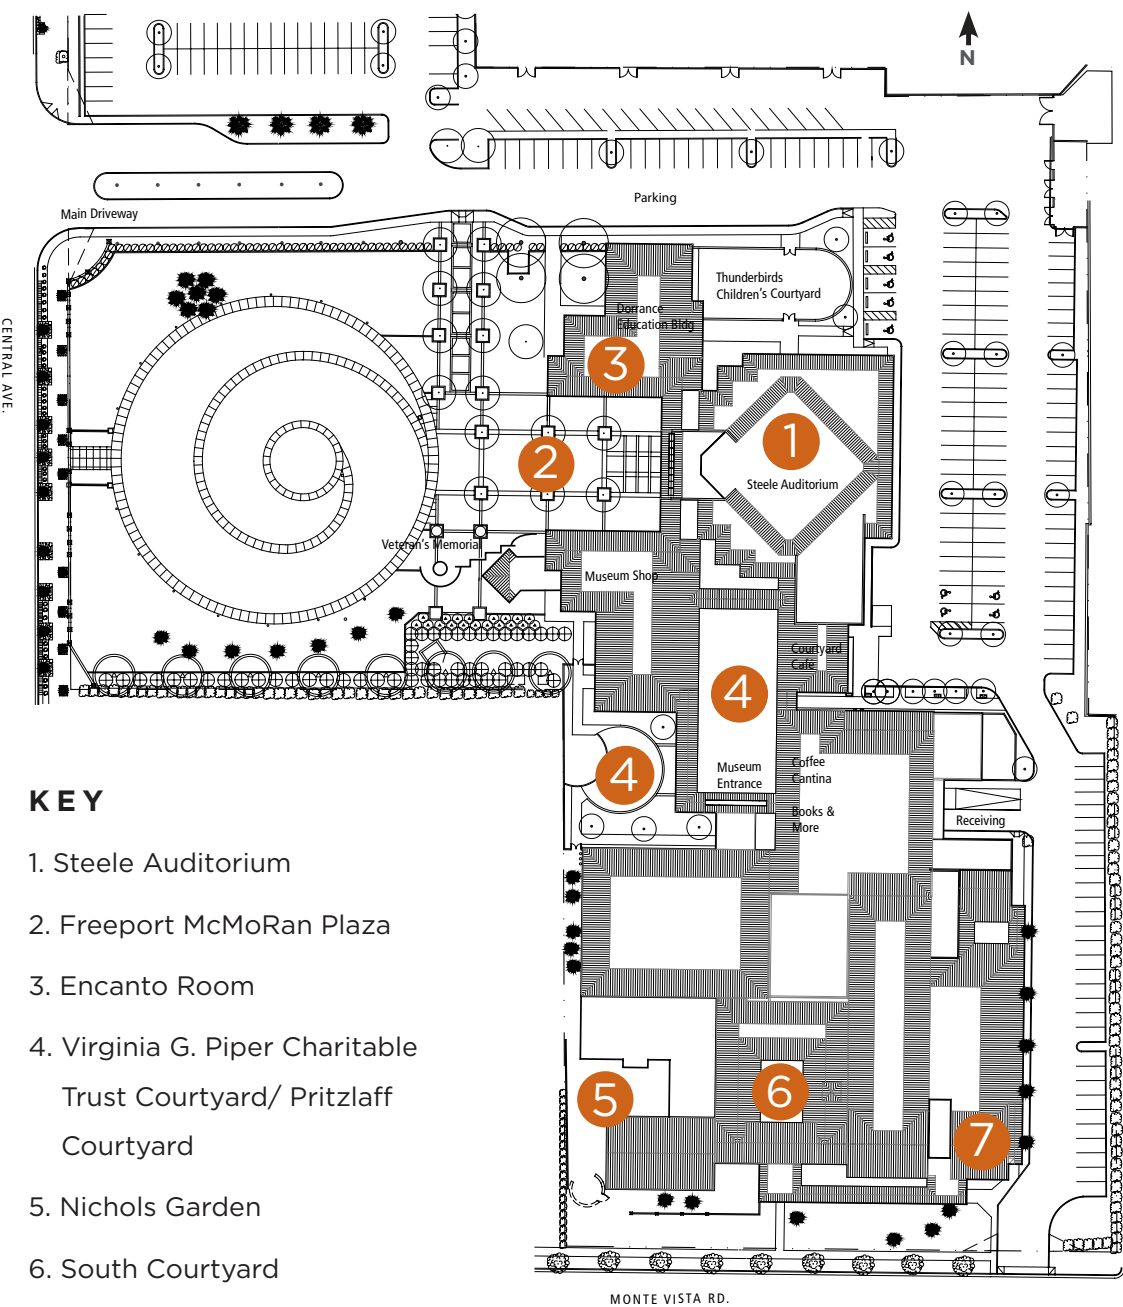 N
Parking
Main Driveway
CENTRAL AVE.
Thunderbirds
Children's Courtyard
Dorrance
Education Bldg
3
1
Steele Auditorium
2
Veteran's Memorial
Museum Shop
Courtyard
Café
4
Museum
Entrance
Coffee
Cantina
4
Books &
More
Receiving
KEY
1. Steele Auditorium
2. Freeport McMoRan Plaza
3. Encanto Room
4. Virginia G. Piper Charitable
Trust Courtyard/ Pritzlaff
Courtyard
5. Nichols Garden
6. South Courtyard
5
6
7
MONTE VISTA RD.